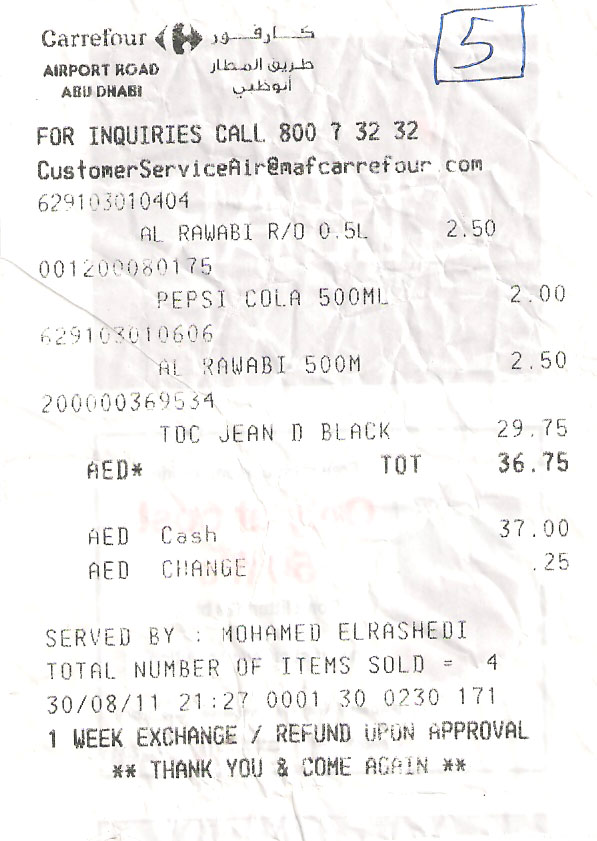 5
Carrefour كارفور
AIRPORT ROAD طريق المطار
ABU DHABI أبوظبي
FOR INQUIRIES CALL 800 7 32 32
CustomerServiceAir@mafcarrefour.com
629103010404
AL RAWABI R/D 0.5L 2.50
001200080175
PEPSI COLA 500ML 2.00
629103010606
AL RAWABI 500M 2.50
200000369534
TDC JEAN D BLACK 29.75
AED* TOT 36.75
AED Cash 37.00
AED CHANGE .25
SERVED BY : MOHAMED ELRASHEDI
TOTAL NUMBER OF ITEMS SOLD = 4
30/08/11 21:27 0001 30 0230 171
1 WEEK EXCHANGE / REFUND UPON APPROVAL
** THANK YOU & COME AGAIN **